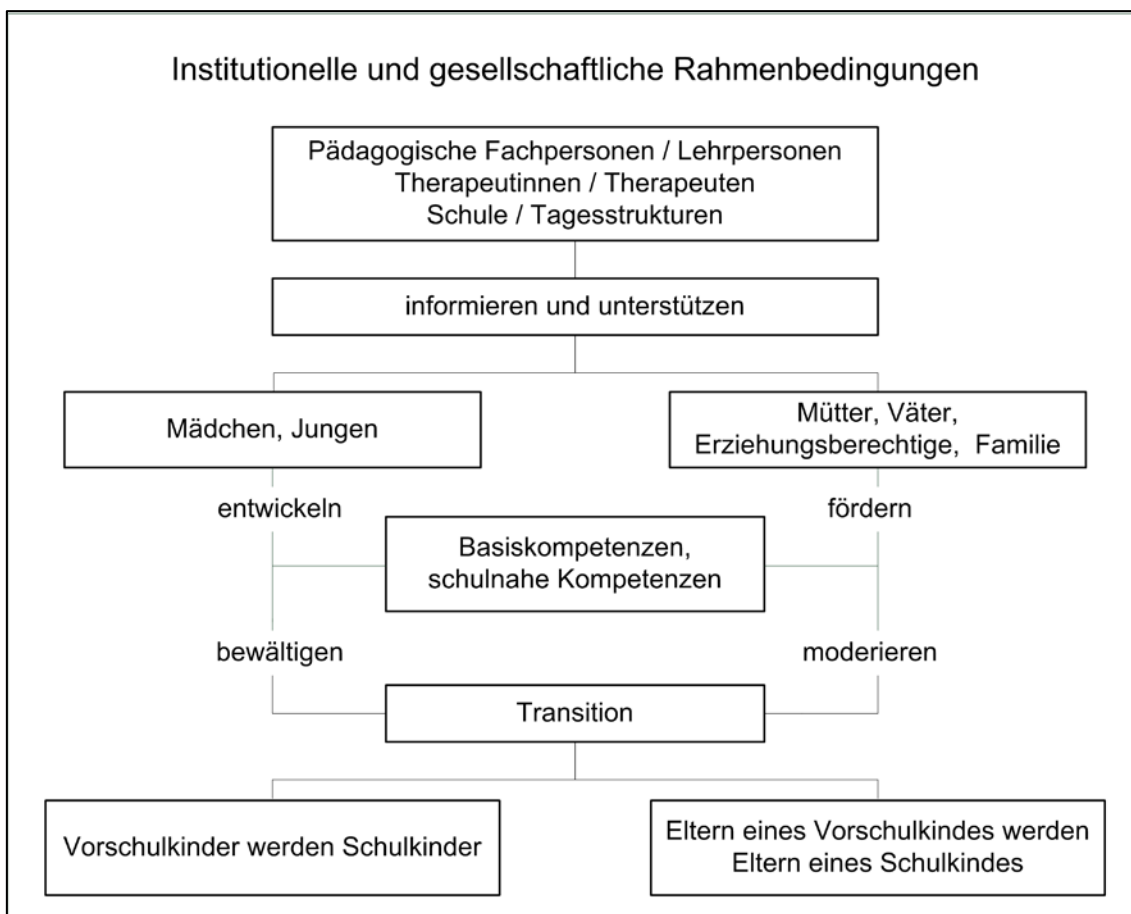 Institutionelle und gesellschaftliche Rahmenbedingungen
Pädagogische Fachpersonen / Lehrpersonen
Therapeutinnen / Therapeuten
Schule / Tagesstrukturen
informieren und unterstützen
Mädchen, Jungen
Mütter, Väter,
Erziehungsberechtige, Familie
entwickeln
fördern
Basiskompetenzen,
schulnahe Kompetenzen
bewältigen
moderieren
Transition
Vorschulkinder werden Schulkinder
Eltern eines Vorschulkindes werden
Eltern eines Schulkindes